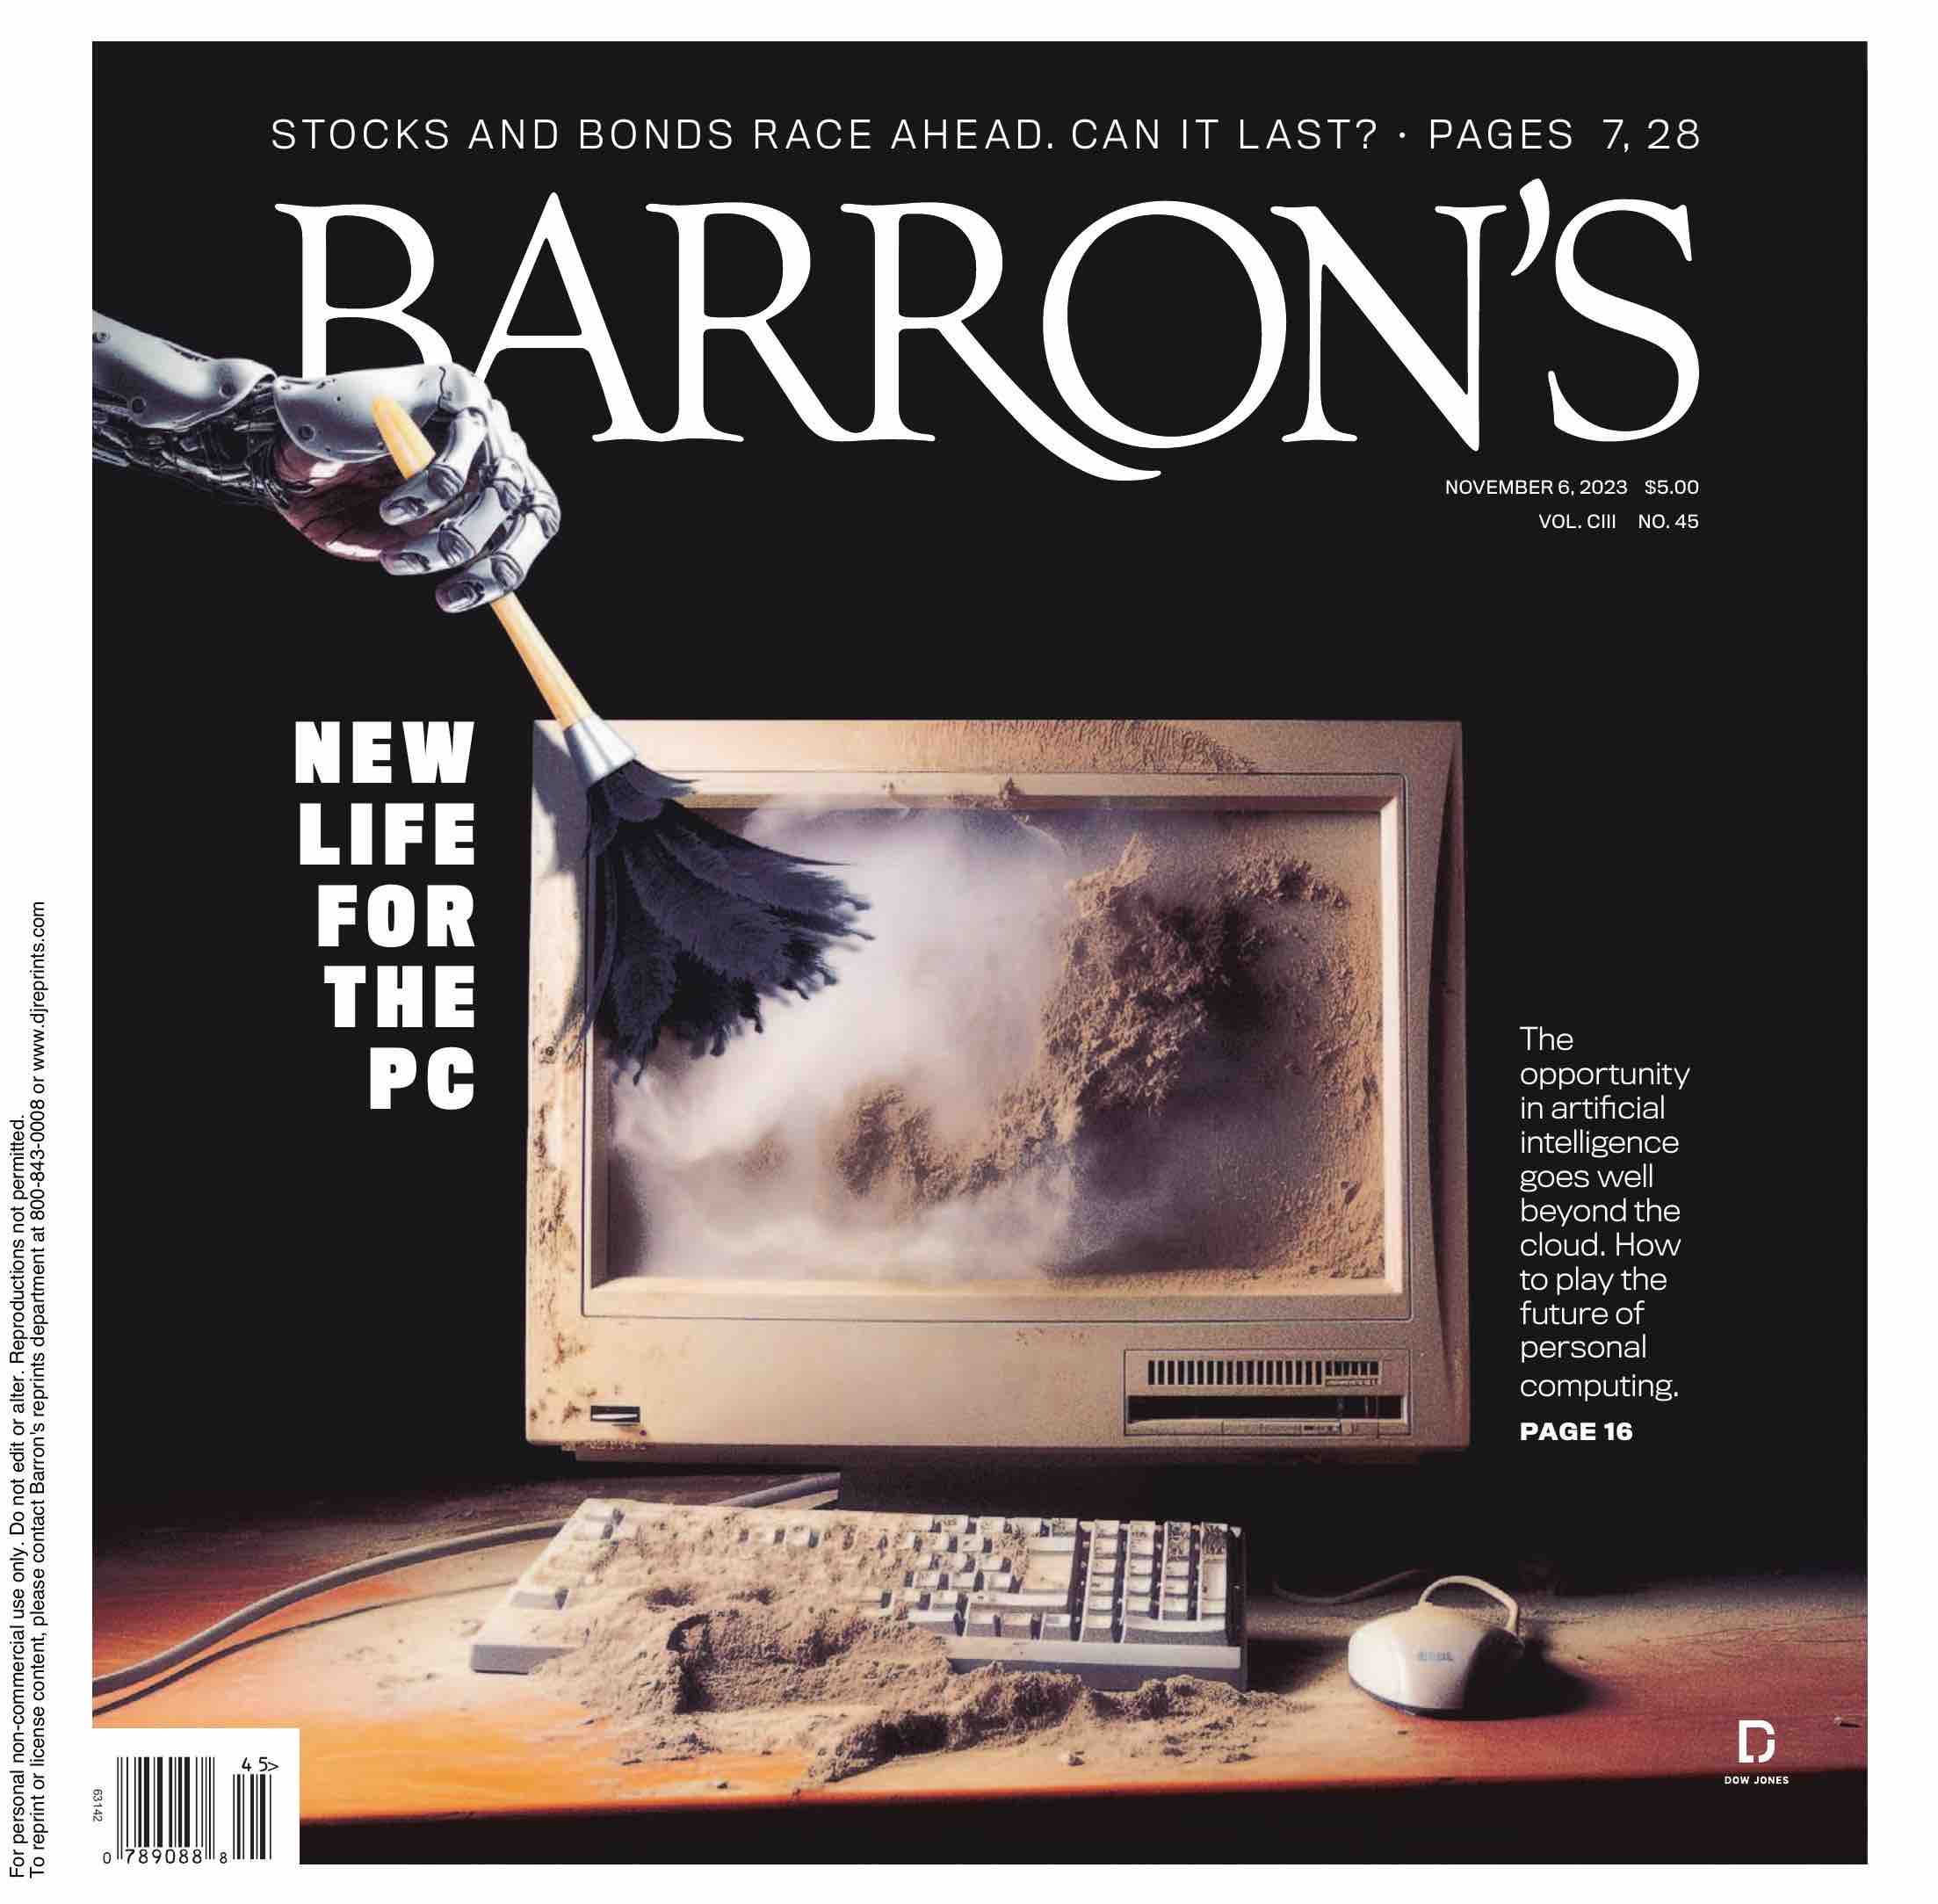 STOCKS AND BONDS RACE AHEAD. CAN IT LAST? · PAGES 7, 28
BARRON'S
NOVEMBER 6, 2023 $5.00
VOL. CIII NO. 45
NEW
LIFE
FOR
THE
PC
The
opportunity
in artificial
intelligence
goes well
beyond the
cloud. How
to play the
future of
personal
computing.
PAGE 16
DOW JONES
For personal non-commercial use only. Do not edit or alter. Reproductions not permitted.
To reprint or license content, please contact Barron's reprints department at 800-843-0008 or www.djreprints.com
63142
45>
0 789088 8